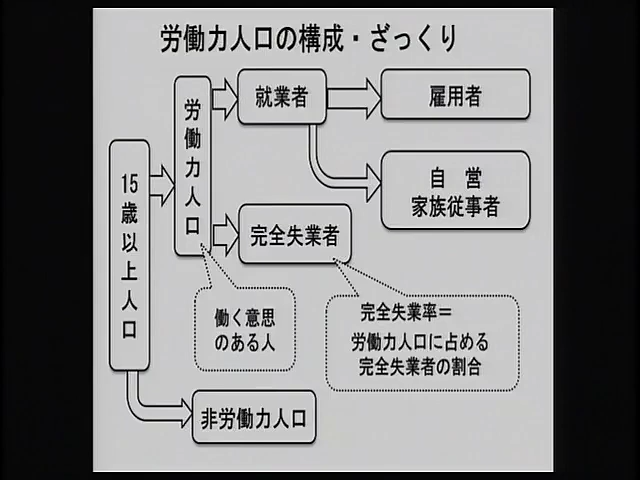 労働力人口の構成・ざっくり
15歳以上人口
労働力人口
就業者
雇用者
自　営
家族従事者
完全失業者
働く意思
のある人
完全失業率＝
労働力人口に占める
完全失業者の割合
非労働力人口